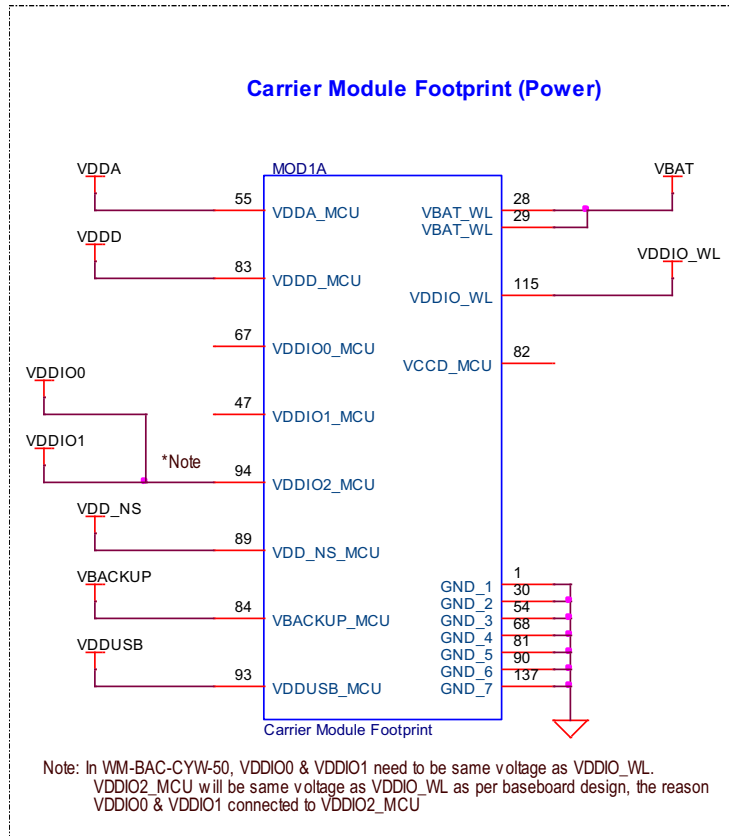 Carrier Module Footprint (Power)
MOD1A
VDDA
55
VDDA_MCU
VDDD
83
VDDD_MCU
67
VDDIO0_MCU
VDDIO0
47
VDDIO1_MCU
VDDIO1
*Note
94
VDDIO2_MCU
VDD_NS
89
VDD_NS_MCU
VBACKUP
84
VBACKUP_MCU
VDDUSB
93
VDDUSB_MCU
VBAT
28
VBAT_WL
29
VBAT_WL
VDDIO_WL
115
VDDIO_WL
82
VCCD_MCU
1
GND_1
30
GND_2
54
GND_3
68
GND_4
81
GND_5
90
GND_6
137
GND_7
Carrier Module Footprint
Note: In WM-BAC-CYW-50, VDDIO0 & VDDIO1 need to be same voltage as VDDIO_WL.
VDDIO2_MCU will be same voltage as VDDIO_WL as per baseboard design, the reason
VDDIO0 & VDDIO1 connected to VDDIO2_MCU